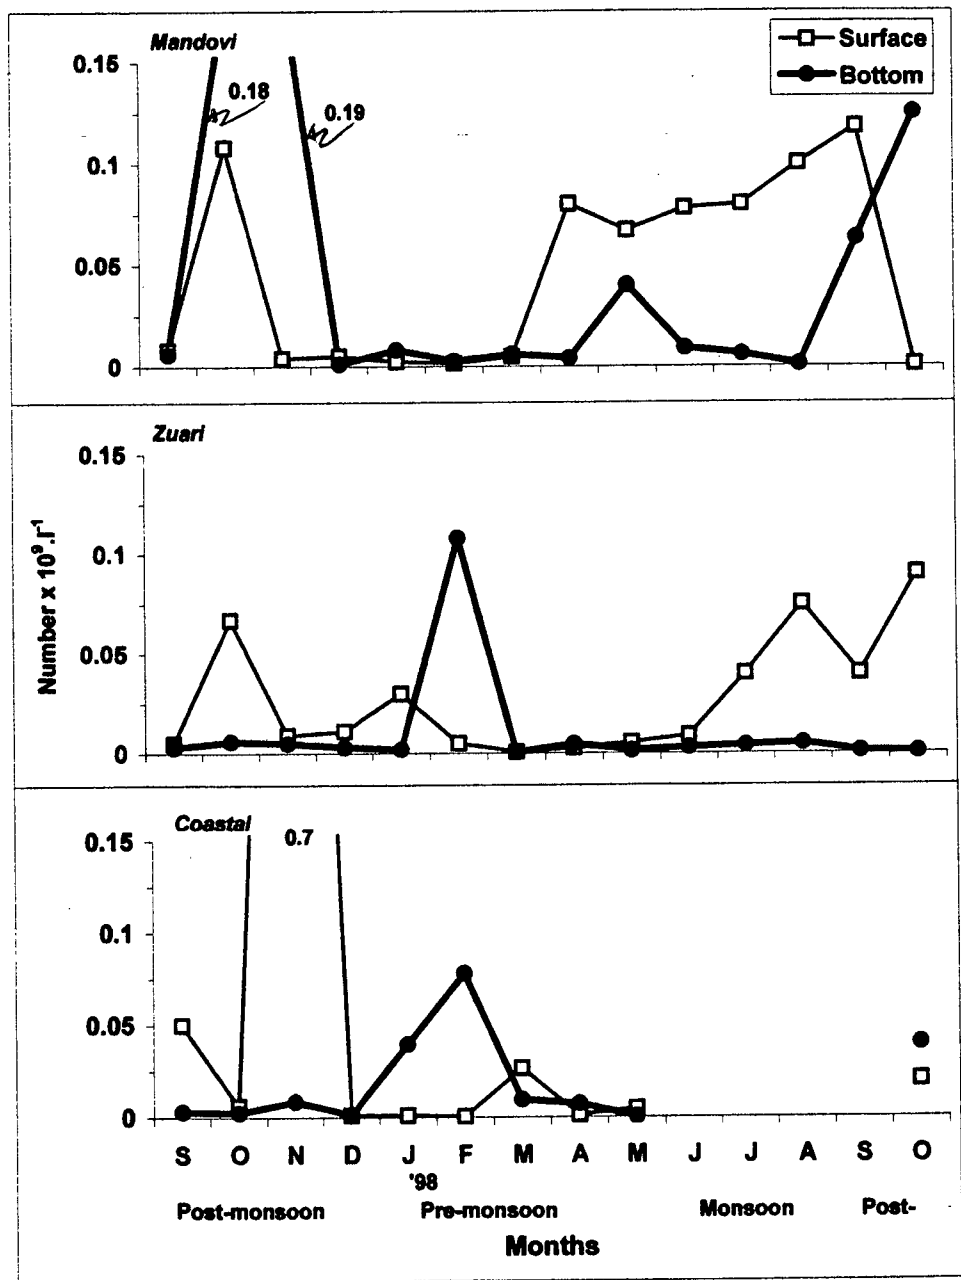 Mandovi
Surface
Bottom
0.15
0.18
0.19
0.1
0.05
0
Zuari
0.15
0.1
0.05
0
Number x 10⁹.l⁻¹
Coastal
0.7
0.15
0.1
0.05
0
S O N D J F M A M J J A S O
'98
Post-monsoon Pre-monsoon Monsoon Post-
Months